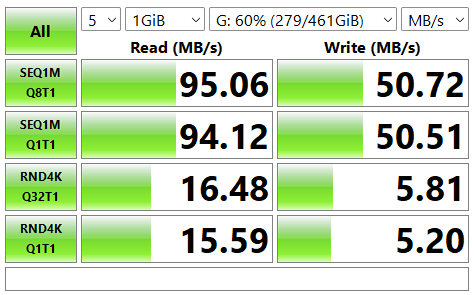 All 5 1GiB G: 60% (279/461GiB) MB/s
Read (MB/s) Write (MB/s)
SEQ1M Q8T1 95.06 50.72
SEQ1M Q1T1 94.12 50.51
RND4K Q32T1 16.48 5.81
RND4K Q1T1 15.59 5.20